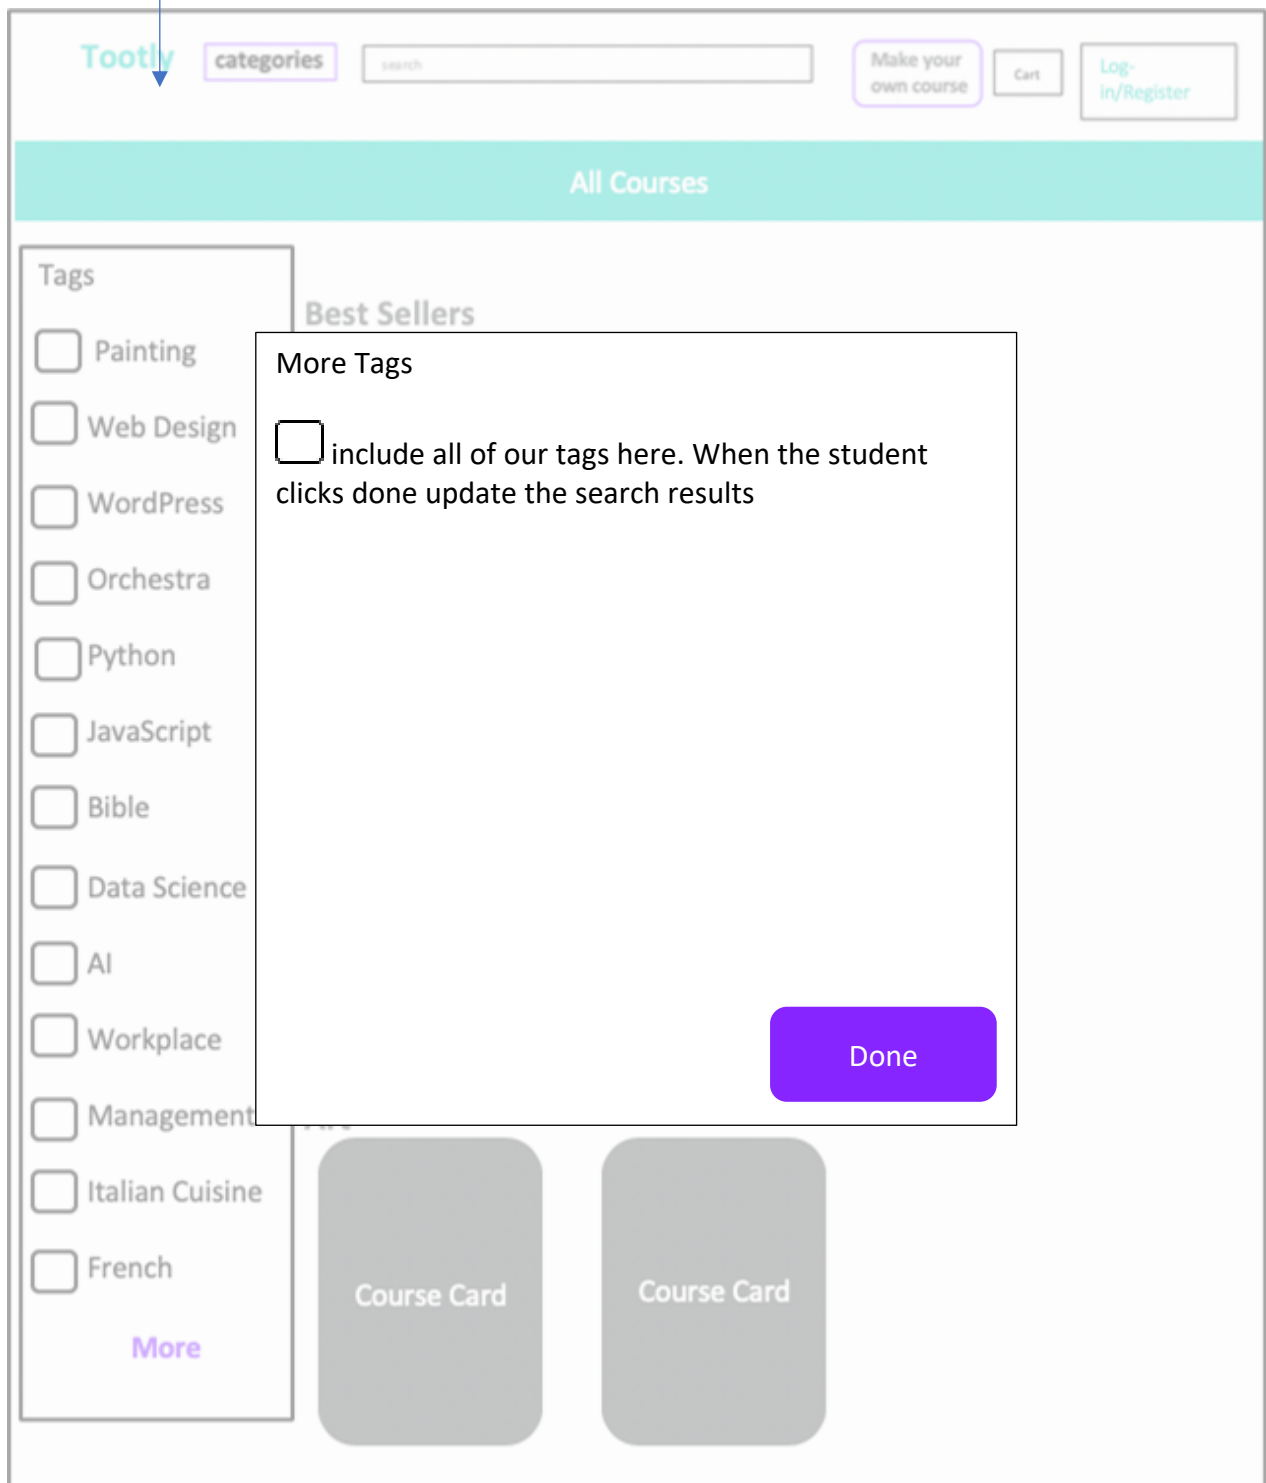 Tootly
categories
search
Make your
own course
Cart
Log-
in/Register
All Courses
Tags
Painting
Web Design
WordPress
Orchestra
Python
JavaScript
Bible
Data Science
AI
Workplace
Management
Italian Cuisine
French
More
Best Sellers
More Tags
include all of our tags here. When the student
clicks done update the search results
Done
Course Card
Course Card